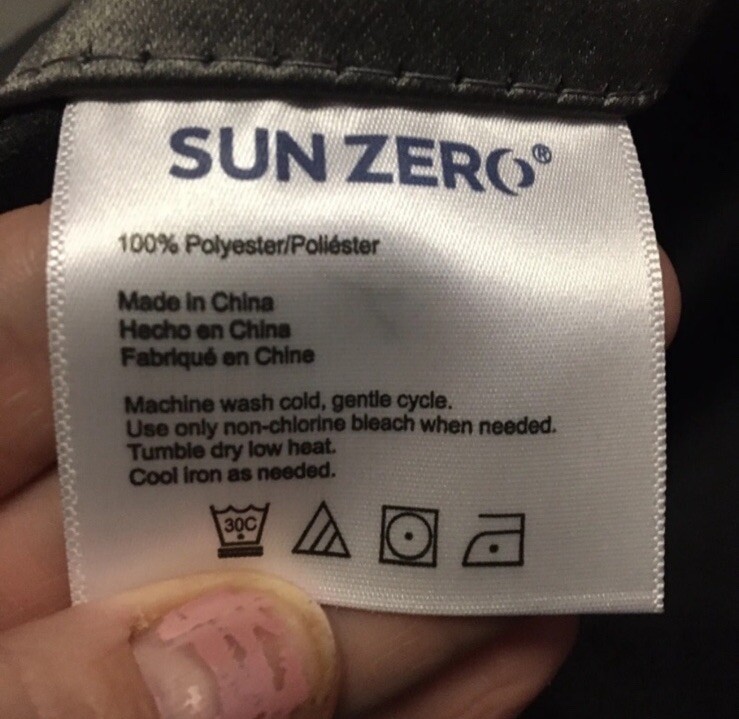 SUN ZERO®
100% Polyester/Poliéster
Made in China
Hecho en China
Fabriqué en Chine
Machine wash cold, gentle cycle.
Use only non-chlorine bleach when needed.
Tumble dry low heat.
Cool iron as needed.
30C